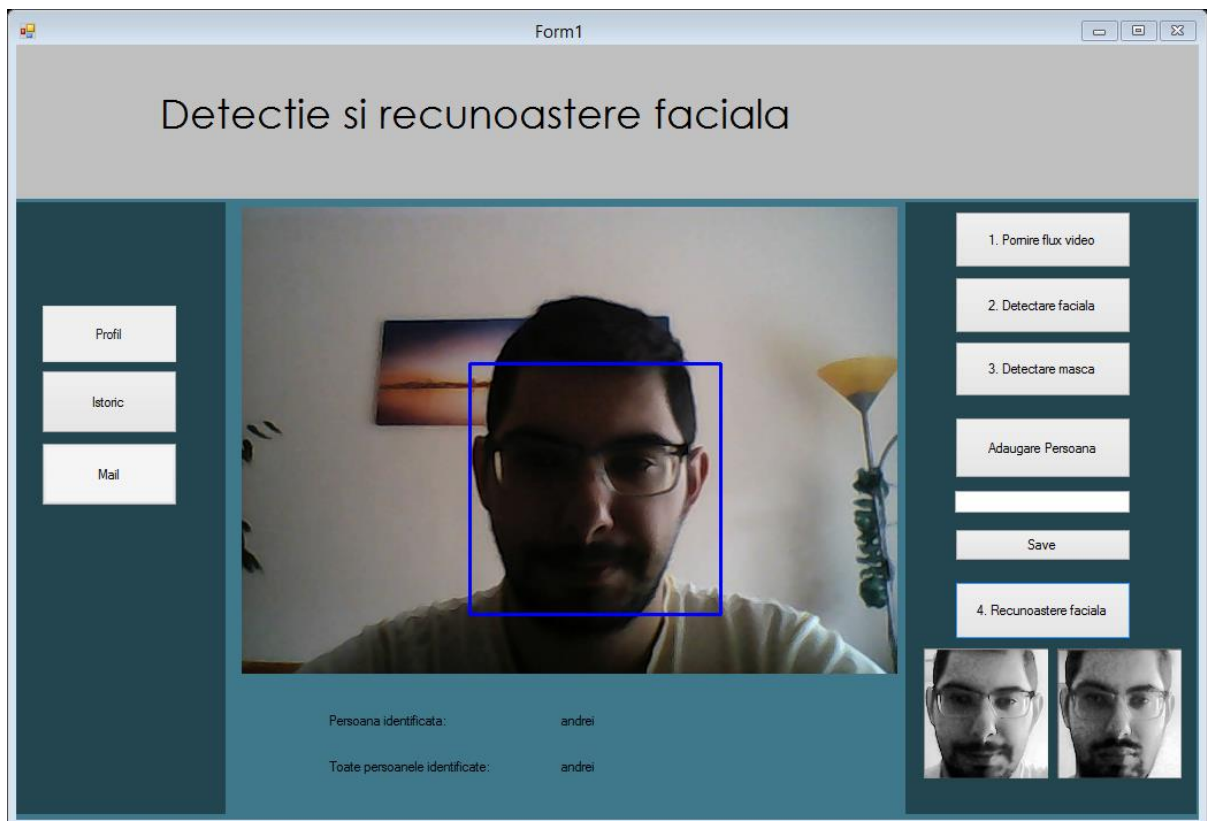 Form1
Detectie si recunoastere faciala
Profil
Istoric
Mail
1. Pornire flux video
2. Detectare faciala
3. Detectare masca
Adaugare Persoana
Save
4. Recunoastere faciala
Persoana identificata: andrei
Toate persoanele identificate: andrei